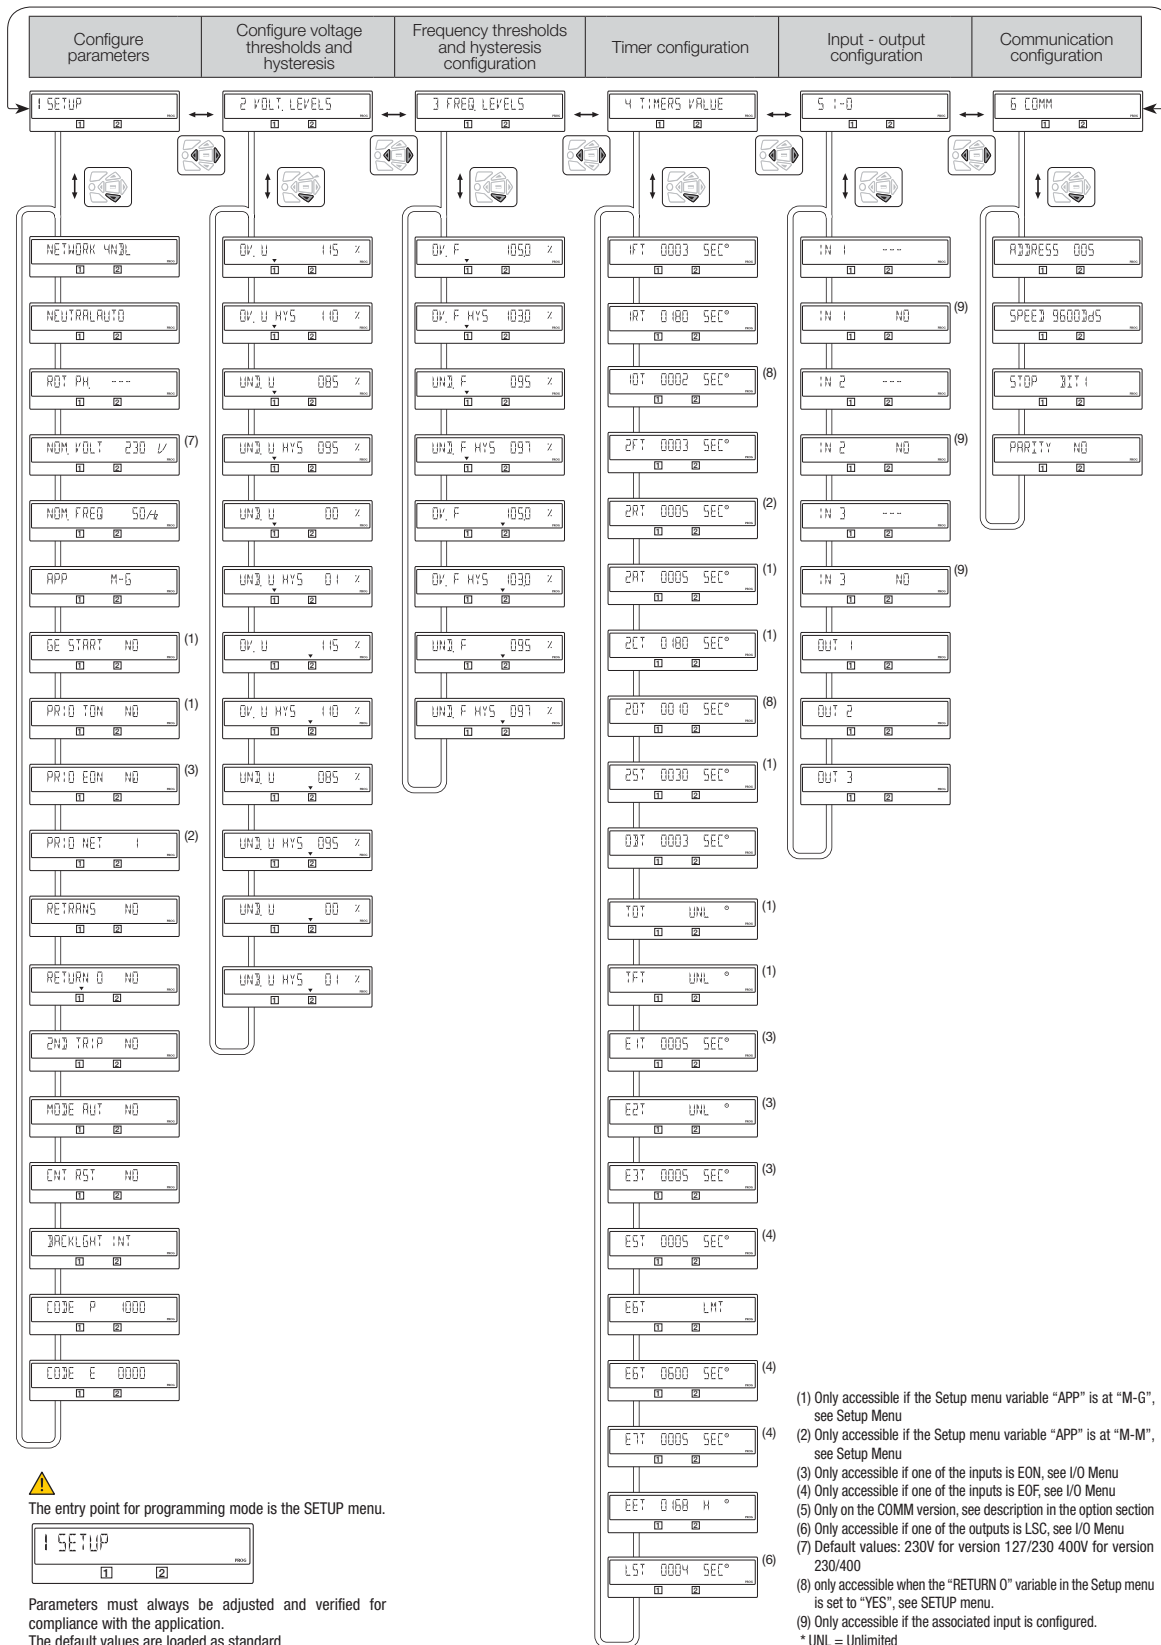 Configure
parameters
Configure voltage
thresholds and
hysteresis
Frequency thresholds
and hysteresis
configuration
Timer configuration
Input - output
configuration
Communication
configuration
1 SETUP
2 VOLT. LEVELS
3 FREQ. LEVELS
4 TIMERS VALUE
5 I-O
6 COMM
NETWORK 4NBL
NEUTRALAUTO
ROT PH. ---
NOM. VOLT 230 V (7)
NOM. FREQ 50Hz
APP M-G
GE START NO (1)
PRIO TON NO (1)
PRIO EON NO (3)
PRIO NET 1 (2)
RETRANS NO
RETURN 0 NO
2ND TRIP NO
MODE AUT NO
CNT RST NO
BACKLGHT INT
CODE P 1000
CODE E 0000
OV. U 115 %
OV. U HYS 110 %
UND. U 085 %
UND. U HYS 095 %
UND. U 00 %
UND. U HYS 01 %
OV. U 115 %
OV. U HYS 110 %
UND. U 085 %
UND. U HYS 095 %
UND. U 00 %
UND. U HYS 01 %
OV. F 105.0 %
OV. F HYS 103.0 %
UND. F 095 %
UND. F HYS 097 %
OV. F 105.0 %
OV. F HYS 103.0 %
UND. F 095 %
UND. F HYS 097 %
1FT 0003 SEC°
1RT 0180 SEC°
1OT 0002 SEC° (8)
2FT 0003 SEC°
2RT 0005 SEC° (2)
2AT 0005 SEC° (1)
2CT 0180 SEC° (1)
2OT 0010 SEC° (8)
2ST 0030 SEC° (1)
ODT 0003 SEC°
TOT UNL ° (1)
TFT UNL ° (1)
E1T 0005 SEC° (3)
E2T UNL ° (3)
E3T 0005 SEC° (3)
E5T 0005 SEC° (4)
E6T LMT
E6T 0600 SEC° (4)
E7T 0005 SEC° (4)
EET 0168 H °
LST 0004 SEC° (6)
IN 1 ---
IN 1 NO (9)
IN 2 ---
IN 2 NO (9)
IN 3 ---
IN 3 NO (9)
OUT 1
OUT 2
OUT 3
ADDRESS 005
SPEED 9600BdS
STOP BIT1
PARITY NO
The entry point for programming mode is the SETUP menu.
1 SETUP
PROG
1 2
Parameters must always be adjusted and verified for
compliance with the application.
The default values are loaded as standard
(1) Only accessible if the Setup menu variable “APP” is at “M-G”,
see Setup Menu
(2) Only accessible if the Setup menu variable “APP” is at “M-M”,
see Setup Menu
(3) Only accessible if one of the inputs is EON, see I/O Menu
(4) Only accessible if one of the inputs is EOF, see I/O Menu
(5) Only on the COMM version, see description in the option section
(6) Only accessible if one of the outputs is LSC, see I/O Menu
(7) Default values: 230V for version 127/230 400V for version
230/400
(8) only accessible when the “RETURN O” variable in the Setup menu
is set to “YES”, see SETUP menu.
(9) Only accessible if the associated input is configured.
* UNL = Unlimited